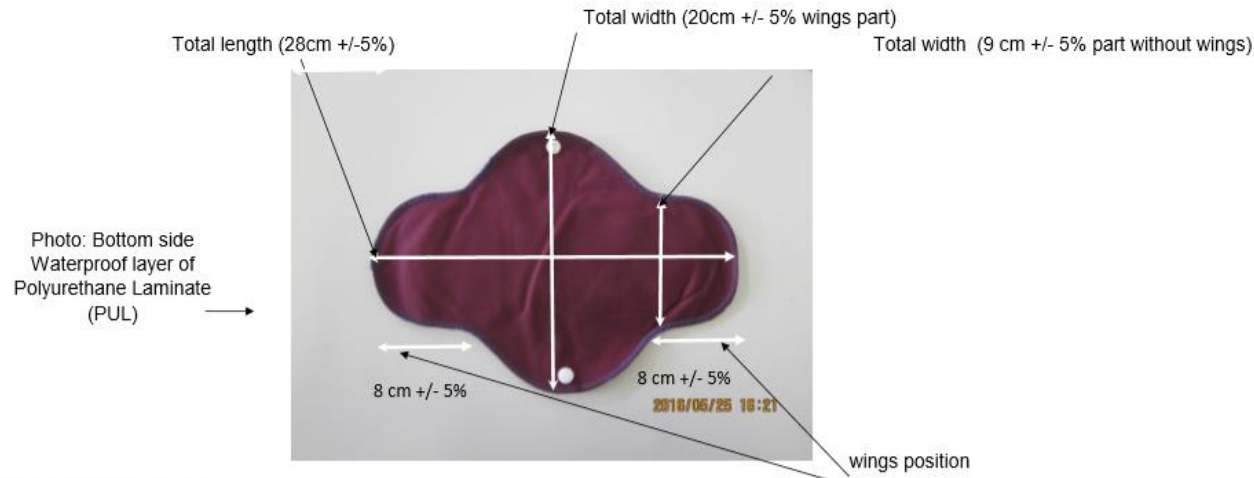 Total width (20cm +/- 5% wings part)
Total length (28cm +/-5%)
Total width  (9 cm +/- 5% part without wings)
Photo: Bottom side
Waterproof layer of
Polyurethane Laminate
(PUL)
8 cm +/- 5%
8 cm +/- 5%
2016/05/25 16:21
wings position